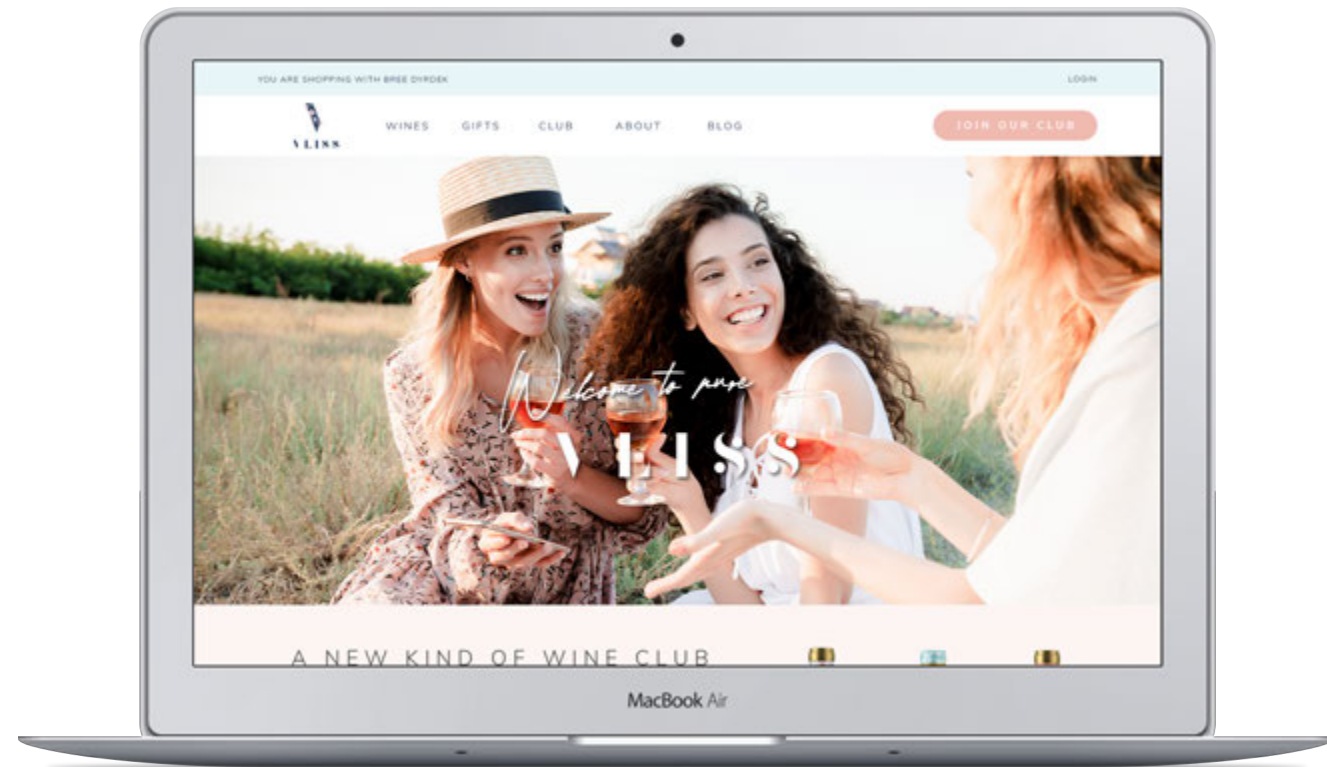 YOU ARE SHOPPING WITH BREE DYRDEK
LOGIN
VLISS
WINES GIFTS CLUB ABOUT BLOG
JOIN OUR CLUB
Welcome to pure
VLISS
A NEW KIND OF WINE CLUB
MacBook Air